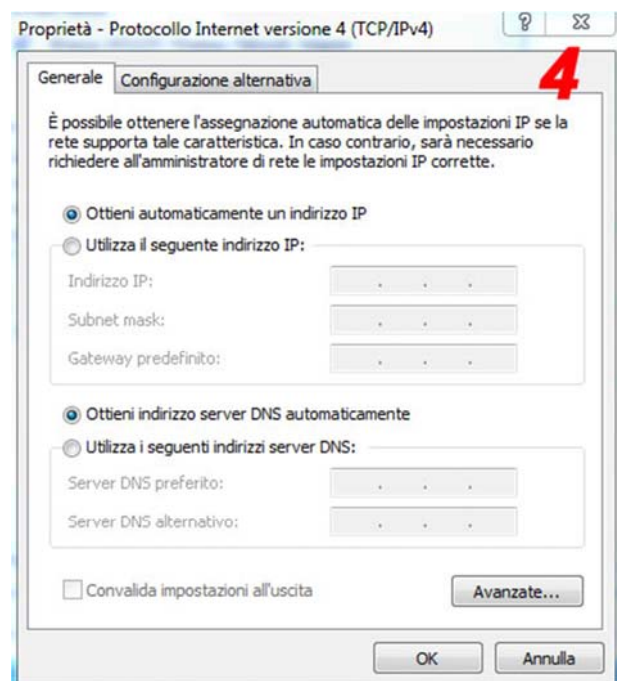 Proprietà - Protocollo Internet versione 4 (TCP/IPv4)
?
4
Generale
Configurazione alternativa
È possibile ottenere l'assegnazione automatica delle impostazioni IP se la
rete supporta tale caratteristica. In caso contrario, sarà necessario
richiedere all'amministratore di rete le impostazioni IP corrette.
Ottieni automaticamente un indirizzo IP
Utilizza il seguente indirizzo IP:
Indirizzo IP:
Subnet mask:
Gateway predefinito:
Ottieni indirizzo server DNS automaticamente
Utilizza i seguenti indirizzi server DNS:
Server DNS preferito:
Server DNS alternativo:
Convalida impostazioni all'uscita
Avanzate...
OK
Annulla